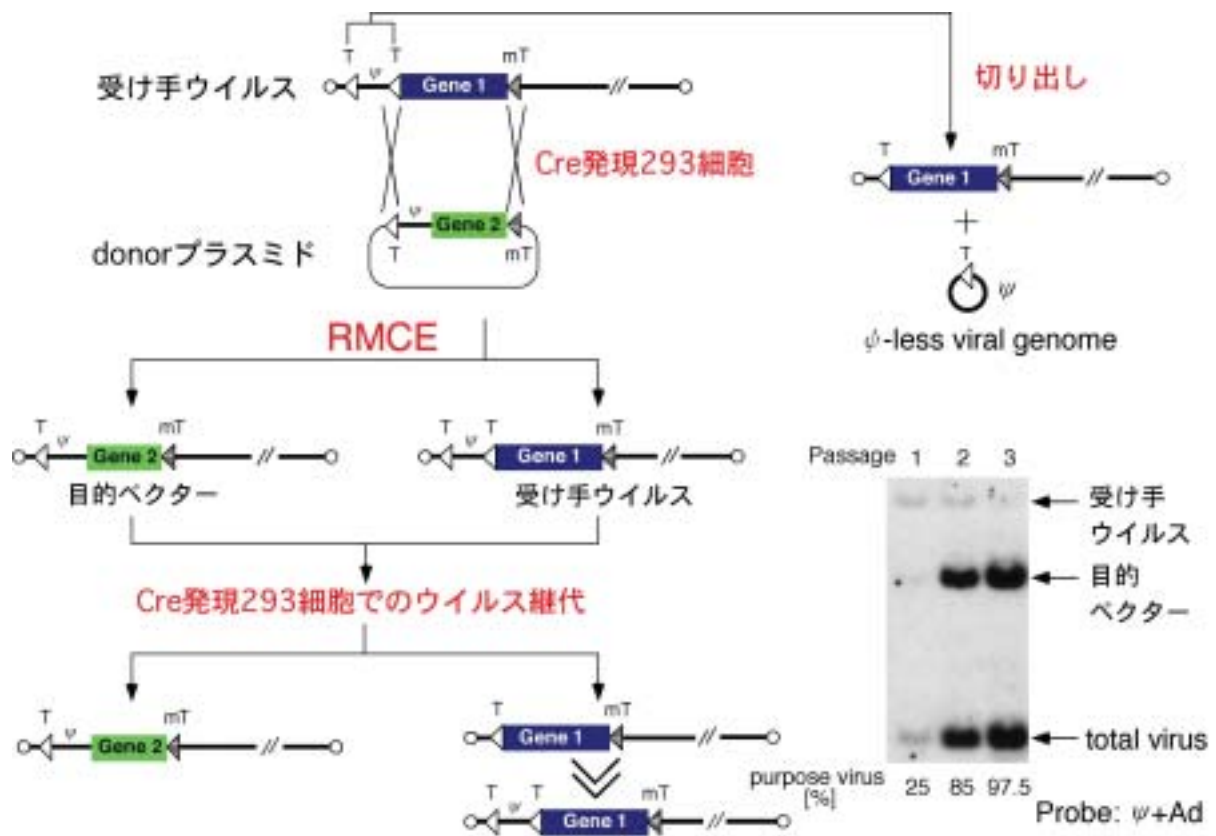 T T mT
ψ
受け手ウイルス
Gene 1
切り出し
Cre発現293細胞
T mT
Gene 1
ψ
Gene 2
donorプラスミド
T mT
+
T
ψ
ψ-less viral genome
RMCE
T ψ mT
Gene 2
目的ベクター
T ψ T mT
Gene 1
受け手ウイルス
Cre発現293細胞でのウイルス継代
T ψ mT
Gene 2
T mT
Gene 1
T ψ T mT
Gene 1
Passage 1 2 3
受け手
ウイルス
目的
ベクター
total virus
purpose virus
[%]
25 85 97.5
Probe: ψ+Ad